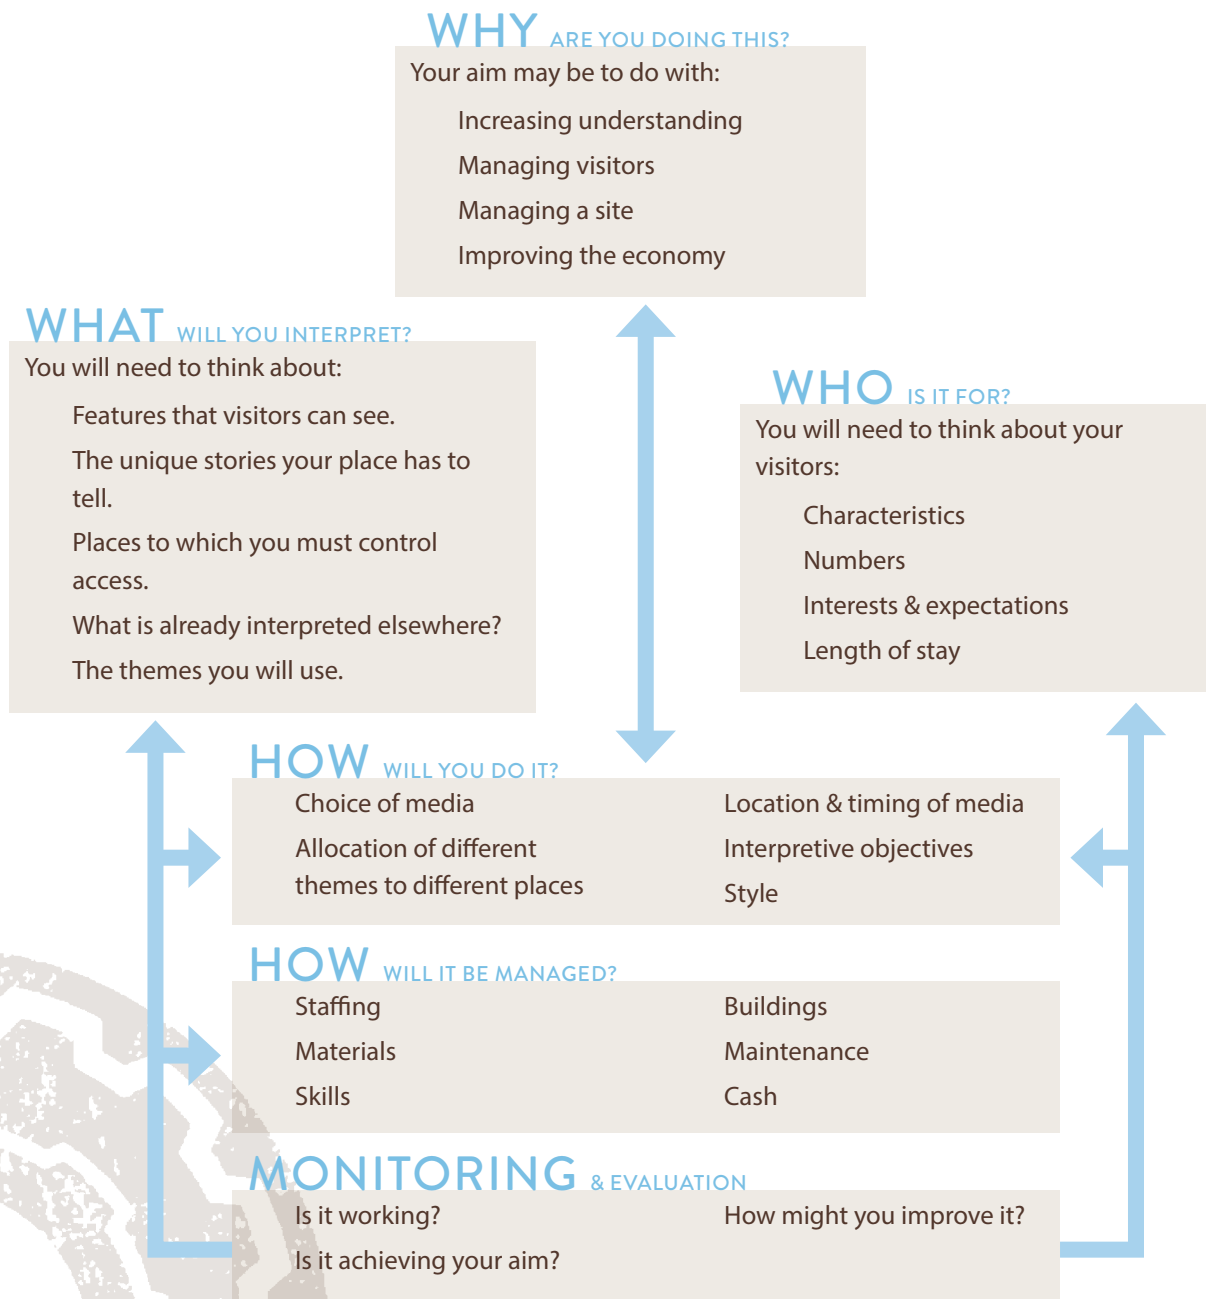 WHY ARE YOU DOING THIS?
Your aim may be to do with:
Increasing understanding
Managing visitors
Managing a site
Improving the economy
WHAT WILL YOU INTERPRET?
You will need to think about:
Features that visitors can see.
The unique stories your place has to
tell.
Places to which you must control
access.
What is already interpreted elsewhere?
The themes you will use.
WHO IS IT FOR?
You will need to think about your
visitors:
Characteristics
Numbers
Interests & expectations
Length of stay
HOW WILL YOU DO IT?
Choice of media
Allocation of different
themes to different places
Location & timing of media
Interpretive objectives
Style
HOW WILL IT BE MANAGED?
Staffing
Materials
Skills
Buildings
Maintenance
Cash
MONITORING & EVALUATION
Is it working?
Is it achieving your aim?
How might you improve it?